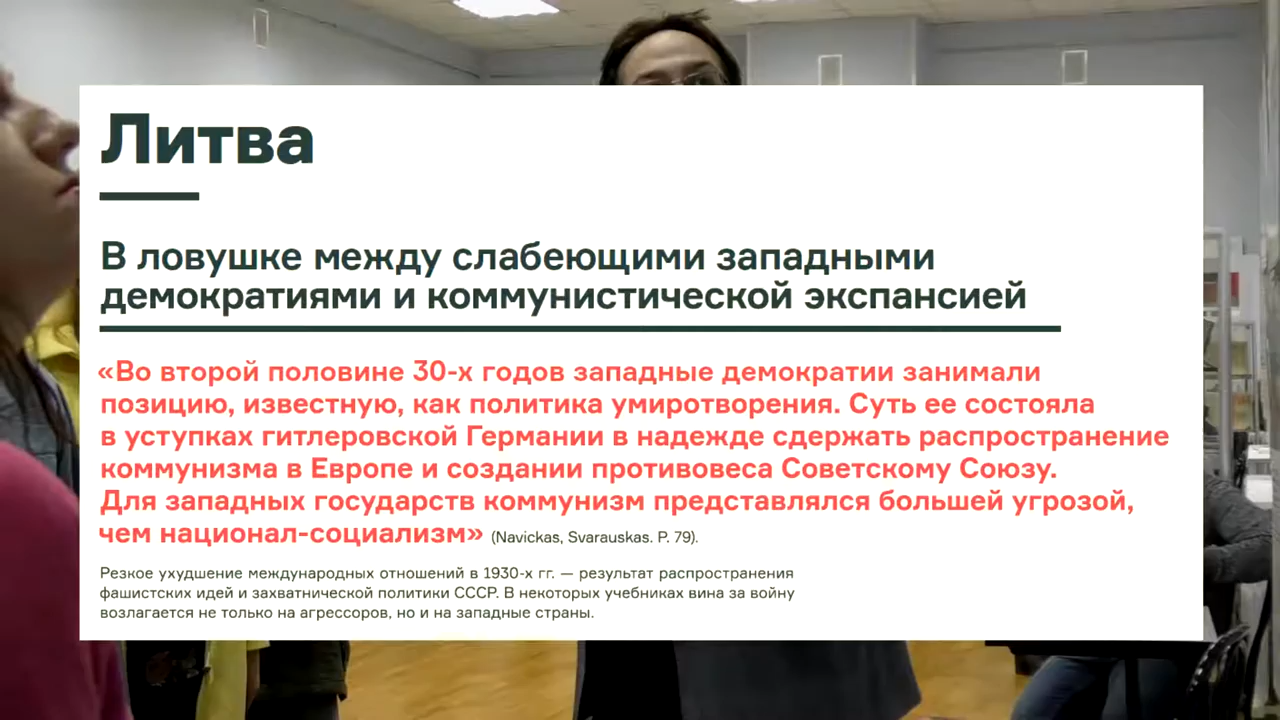 Литва
В ловушке между слабеющими западными
демократиями и коммунистической экспансией
«Во второй половине 30-х годов западные демократии занимали
позицию, известную, как политика умиротворения. Суть ее состояла
в уступках гитлеровской Германии в надежде сдержать распространение
коммунизма в Европе и создании противовеса Советскому Союзу.
Для западных государств коммунизм представлялся большей угрозой,
чем национал-социализм» (Navickas, Svarauskas. P. 79).
Резкое ухудшение международных отношений в 1930-х гг. — результат распространения
фашистских идей и захватнической политики СССР. В некоторых учебниках вина за войну
возлагается не только на агрессоров, но и на западные страны.